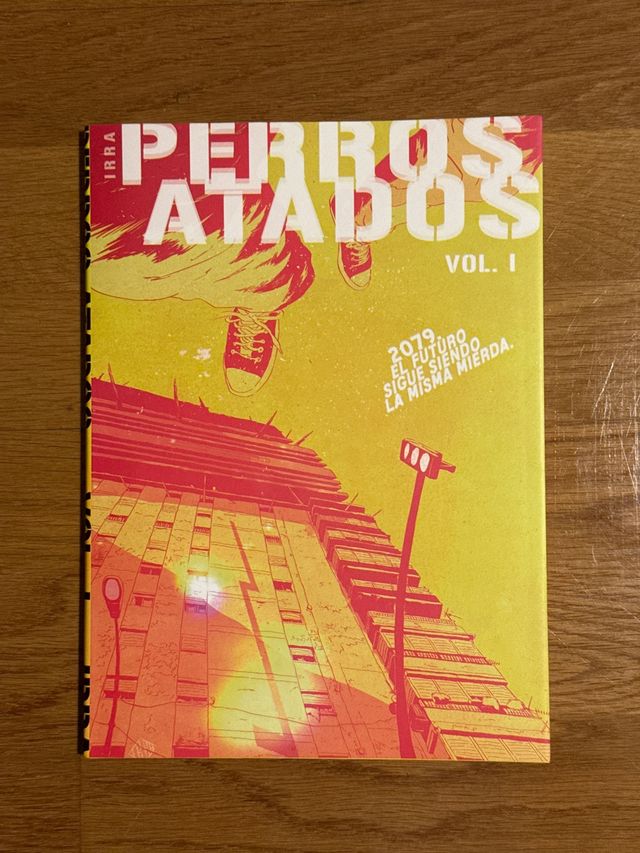 IRRA
PERROS
ATADOS
VOL. I
2079.
EL FUTURO
SIGUE SIENDO
LA MISMA MIERDA.